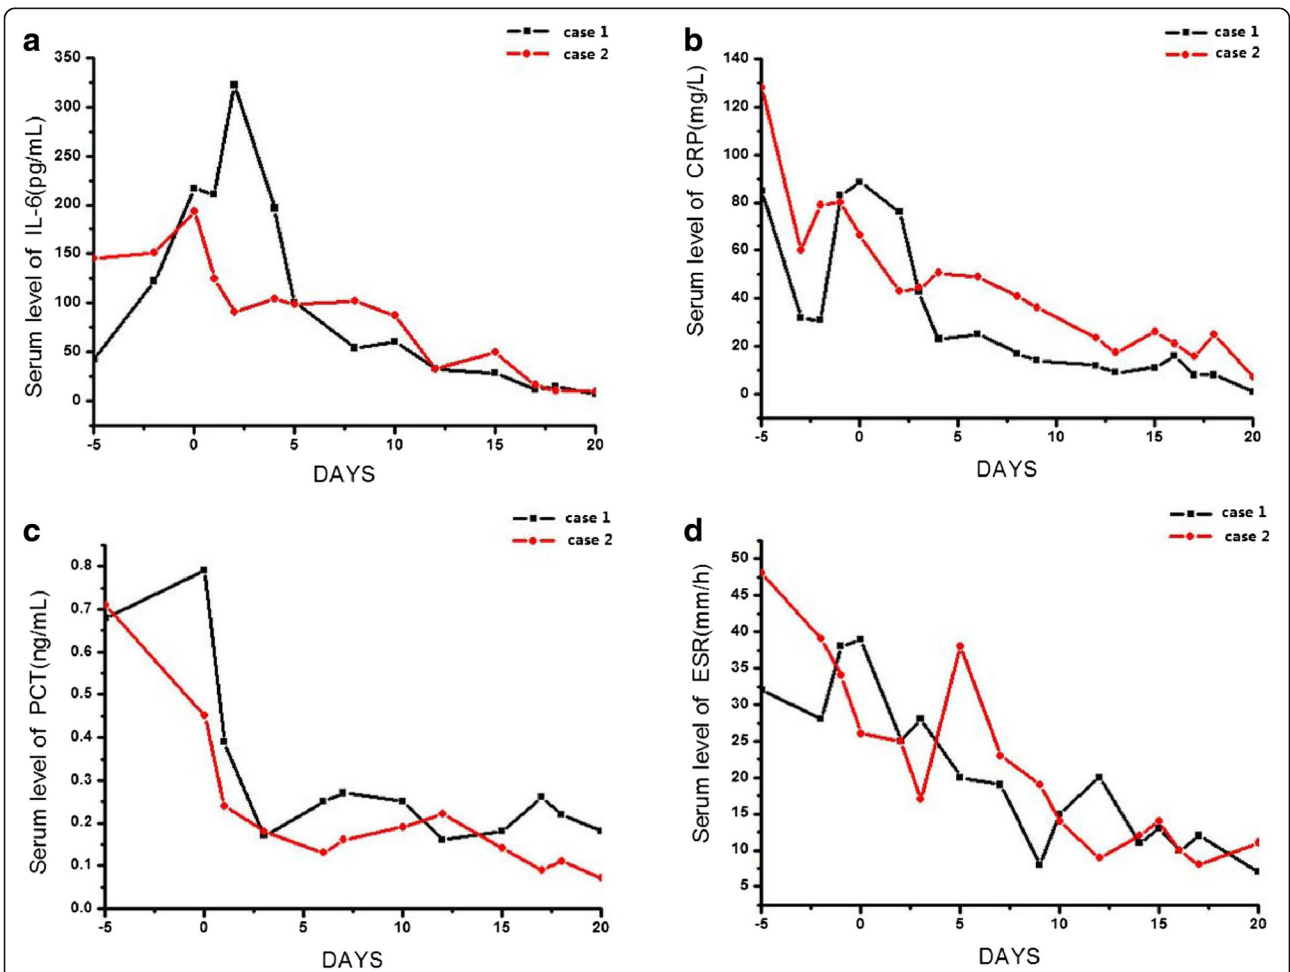 a
case 1
case 2
Serum level of IL-6(pg/mL)
350
300
250
200
150
100
50
0
-5 0 5 10 15 20
DAYS
b
case 1
case 2
Serum level of CRP(mg/L)
140
120
100
80
60
40
20
0
-5 0 5 10 15 20
DAYS
c
case 1
case 2
Serum level of PCT(ng/mL)
0.8
0.7
0.6
0.5
0.4
0.3
0.2
0.1
0.0
-5 0 5 10 15 20
DAYS
d
case 1
case 2
Serum level of ESR(mm/h)
50
45
40
35
30
25
20
15
10
5
-5 0 5 10 15 20
DAYS